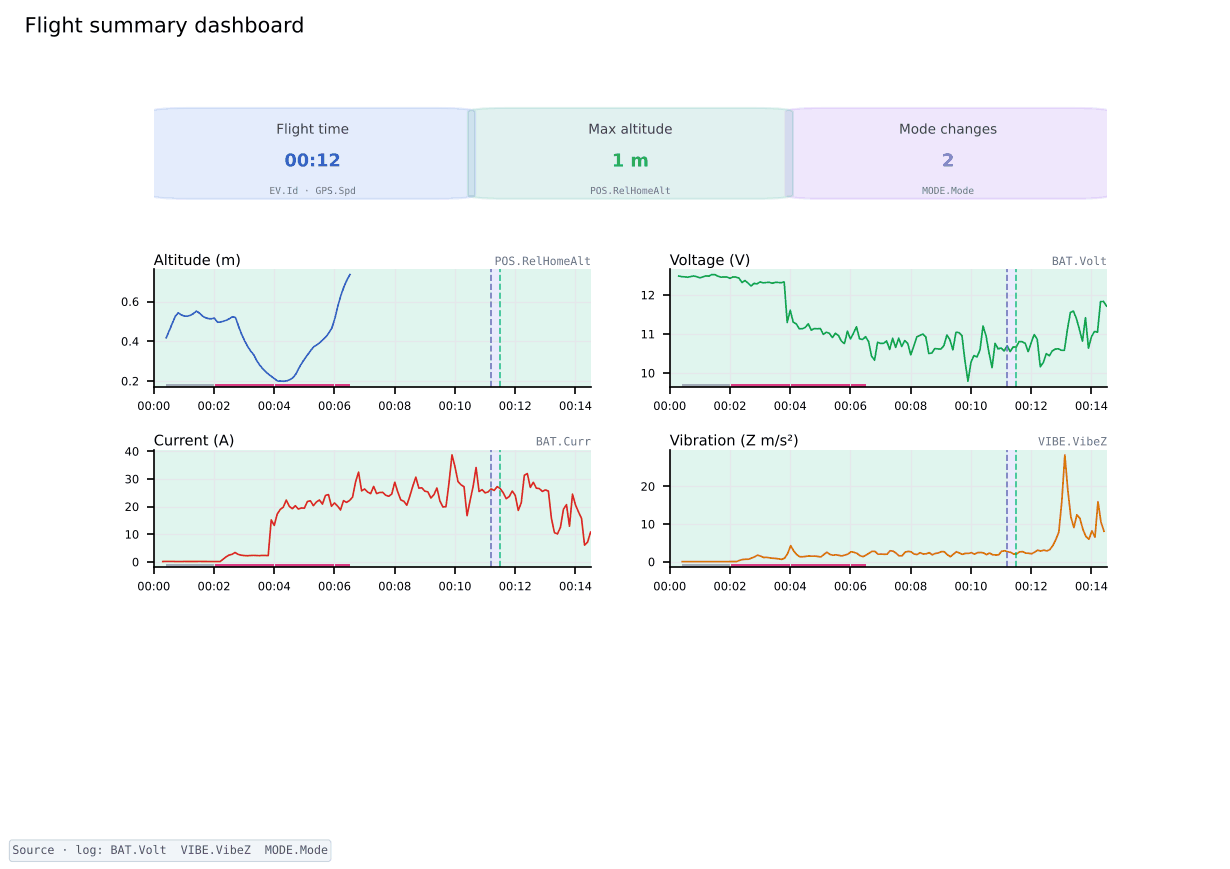 Flight summary dashboard
Flight time
00:12
EV.Id · GPS.Spd
Max altitude
1 m
POS.RelHomeAlt
Mode changes
2
MODE.Mode
Altitude (m)
POS.RelHomeAlt
0.6
0.4
0.2
00:00 00:02 00:04 00:06 00:08 00:10 00:12 00:14
Voltage (V)
BAT.Volt
12
11
10
00:00 00:02 00:04 00:06 00:08 00:10 00:12 00:14
Current (A)
BAT.Curr
40
30
20
10
0
00:00 00:02 00:04 00:06 00:08 00:10 00:12 00:14
Vibration (Z m/s²)
VIBE.VibeZ
20
10
0
00:00 00:02 00:04 00:06 00:08 00:10 00:12 00:14
Source · log: BAT.Volt  VIBE.VibeZ  MODE.Mode